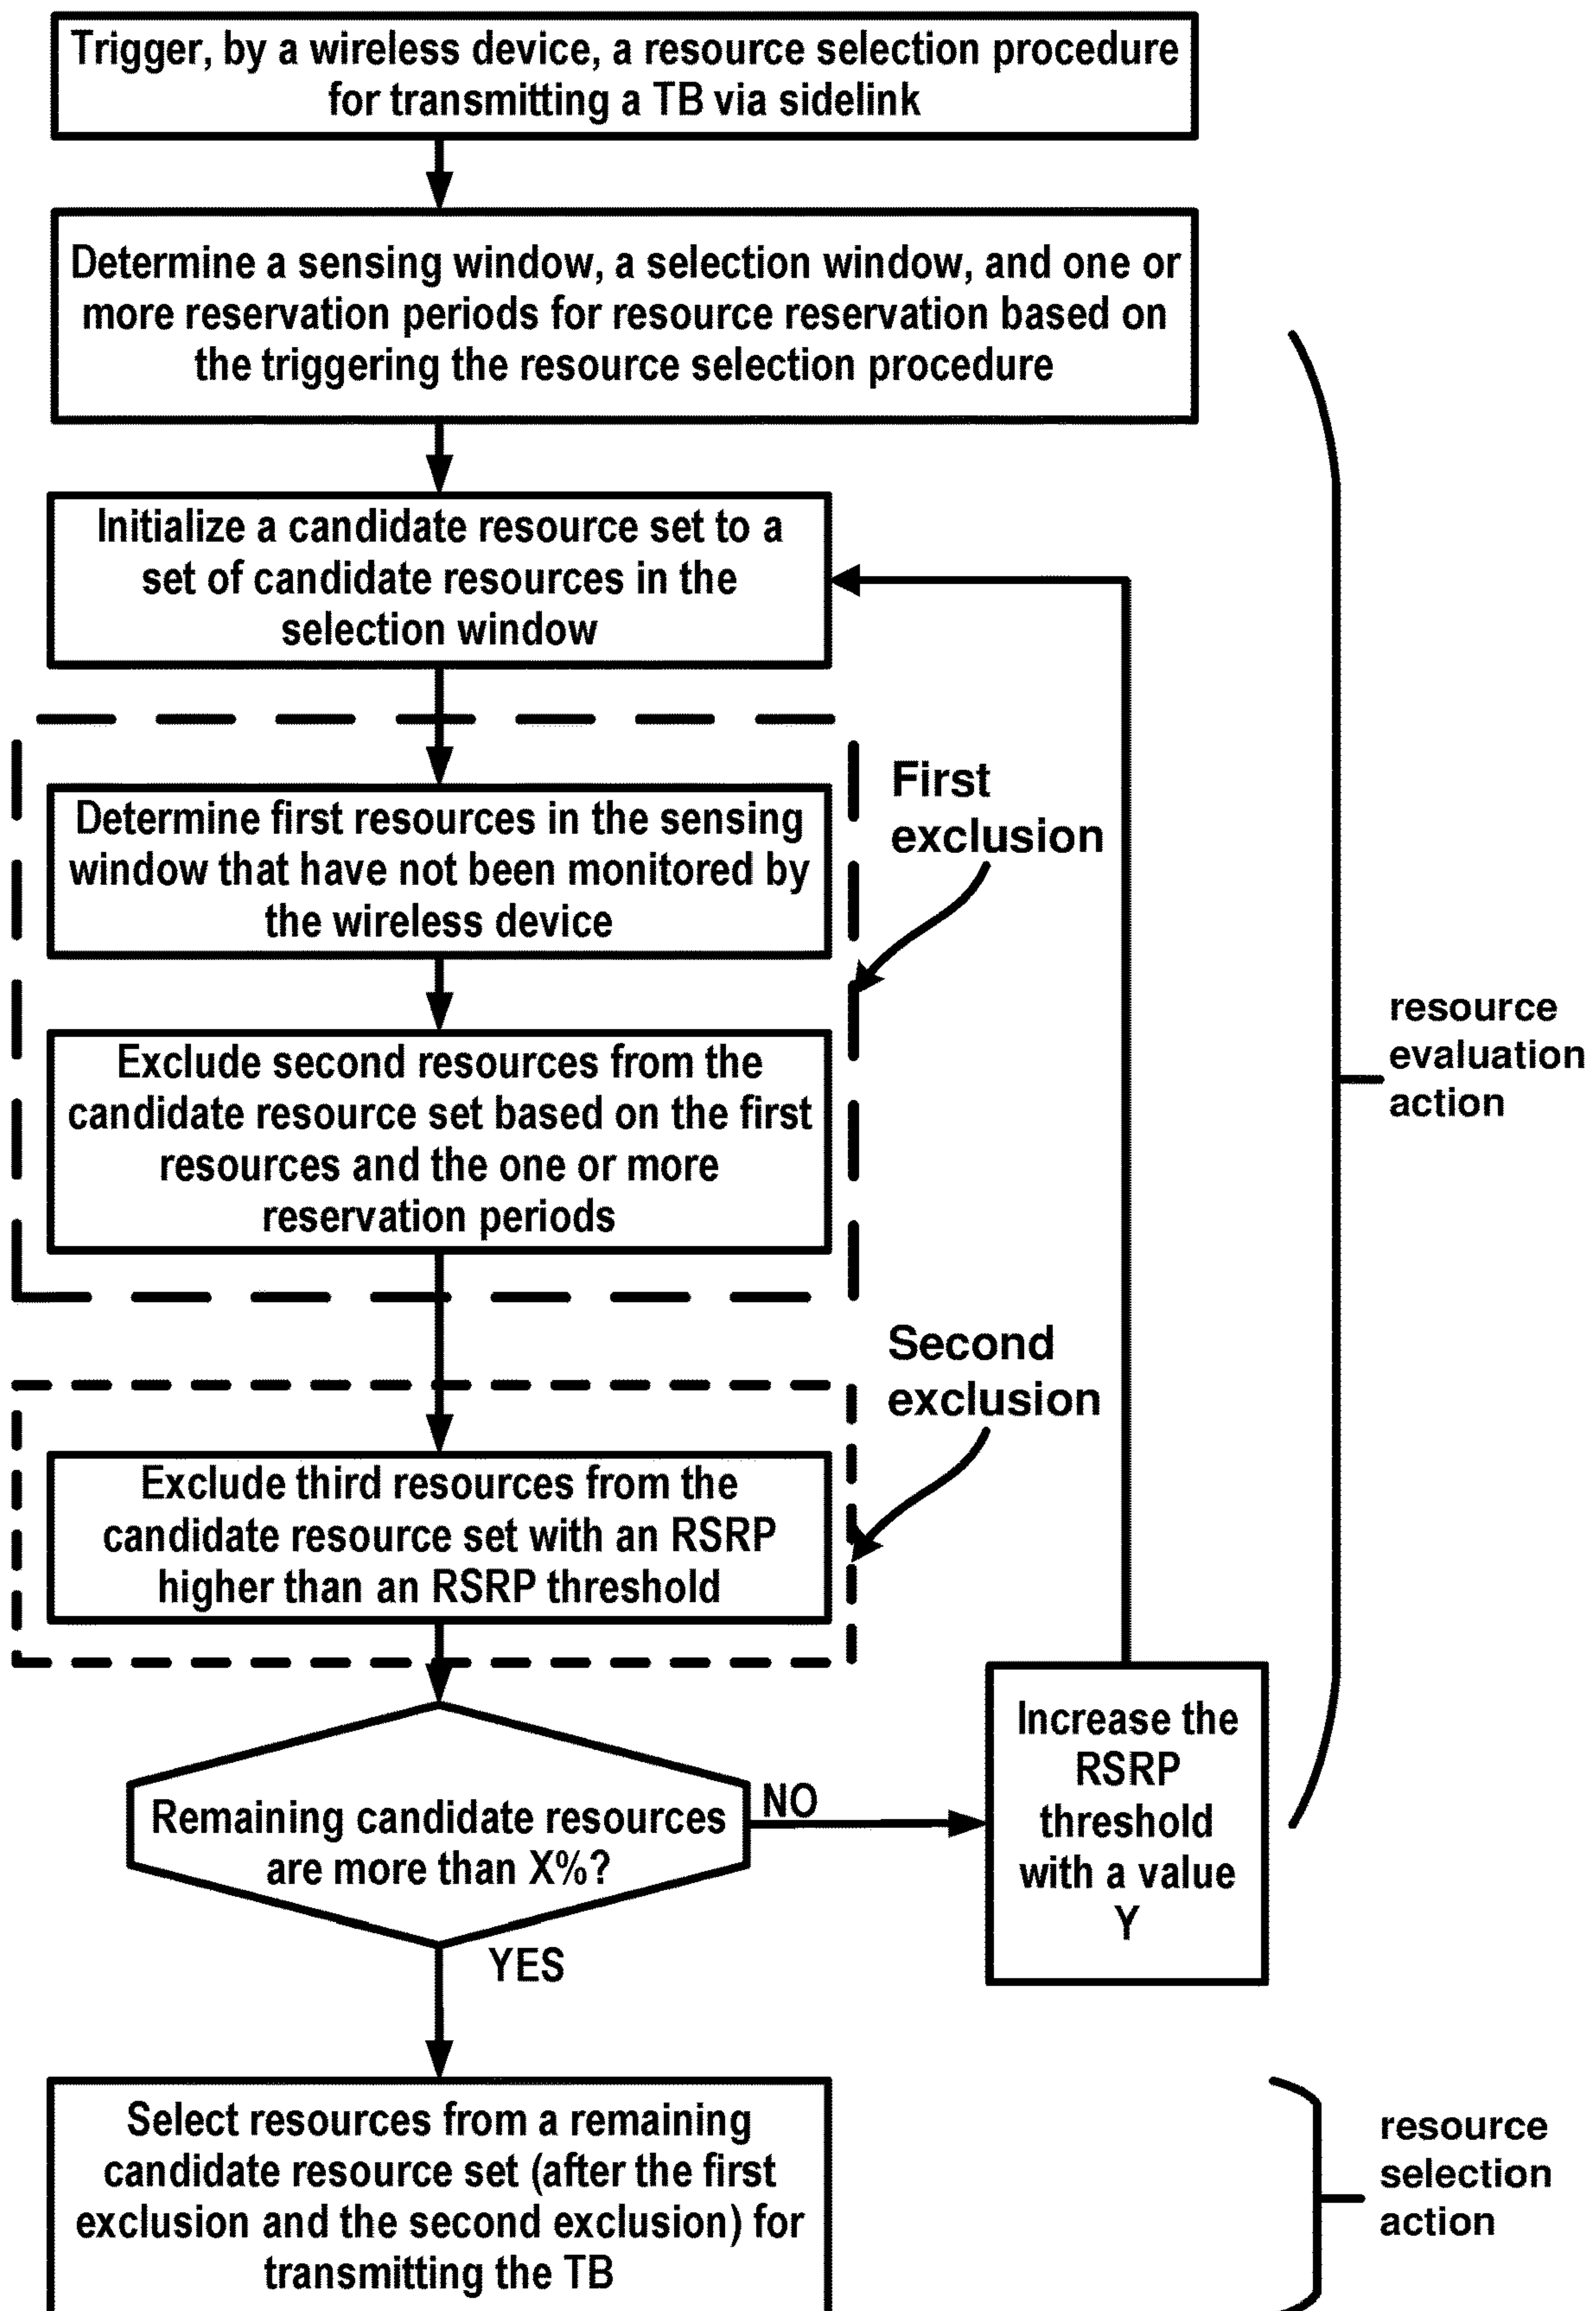 Trigger, by a wireless device, a resource selection procedure
for transmitting a TB via sidelink
Determine a sensing window, a selection window, and one or
more reservation periods for resource reservation based on
the triggering the resource selection procedure
Initialize a candidate resource set to a
set of candidate resources in the
selection window
First
exclusion
Determine first resources in the sensing
window that have not been monitored by
the wireless device
Exclude second resources from the
candidate resource set based on the first
resources and the one or more
reservation periods
resource
evaluation
action
Second
exclusion
Exclude third resources from the
candidate resource set with an RSRP
higher than an RSRP threshold
Remaining candidate resources
are more than X%?
NO
Increase the
RSRP
threshold
with a value
Y
YES
Select resources from a remaining
candidate resource set (after the first
exclusion and the second exclusion) for
transmitting the TB
resource
selection
action